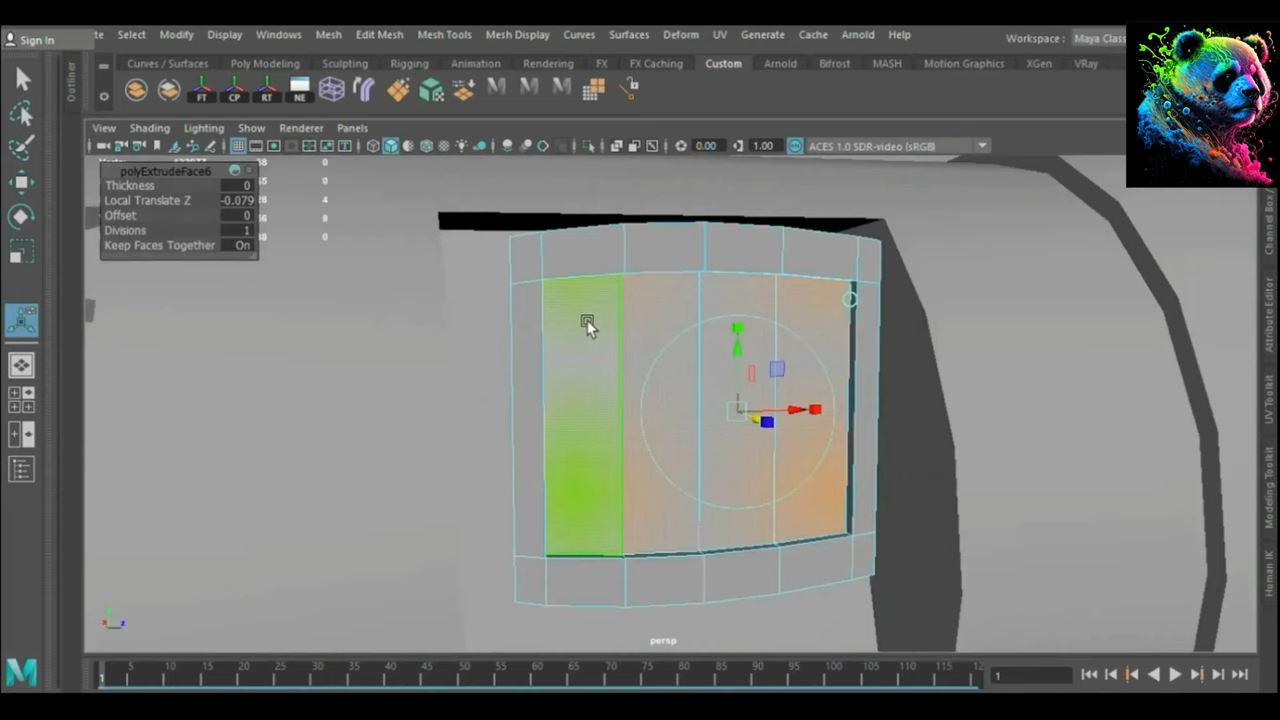 Sign In
Select Modify Display Windows Mesh Edit Mesh Mesh Tools Mesh Display Curves Surfaces Deform UV Generate Cache Arnold Help
Workspace : Maya Class
Curves / Surfaces Poly Modeling Sculpting Rigging Animation Rendering FX FX Caching Custom Arnold Bifrost MASH Motion Graphics XGen VRay
FT CP RT NE
View Shading Lighting Show Renderer Panels
0.00 1.00 ACES 1.0 SDR-video (sRGB)
polyExtrudeFace6
Thickness 0
Local Translate Z -0.079
Offset 0
Divisions 1
Keep Faces Together On
0
0
4
8
0
Outliner
Channel Box /
Attribute Editor
UV Toolkit
Modeling Toolkit
Human IK
persp
5 10 15 20 25 30 35 40 45 50 55 60 65 70 75 80 85 90 95 100 105 110 115 12
1
1